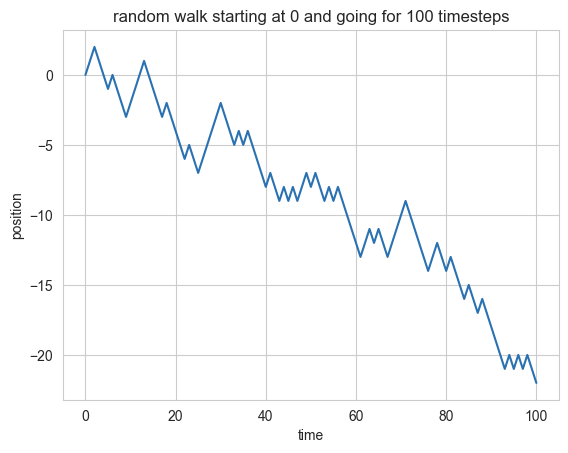 random walk starting at 0 and going for 100 timesteps
0
−5
−10
−15
−20
position
0 20 40 60 80 100
time